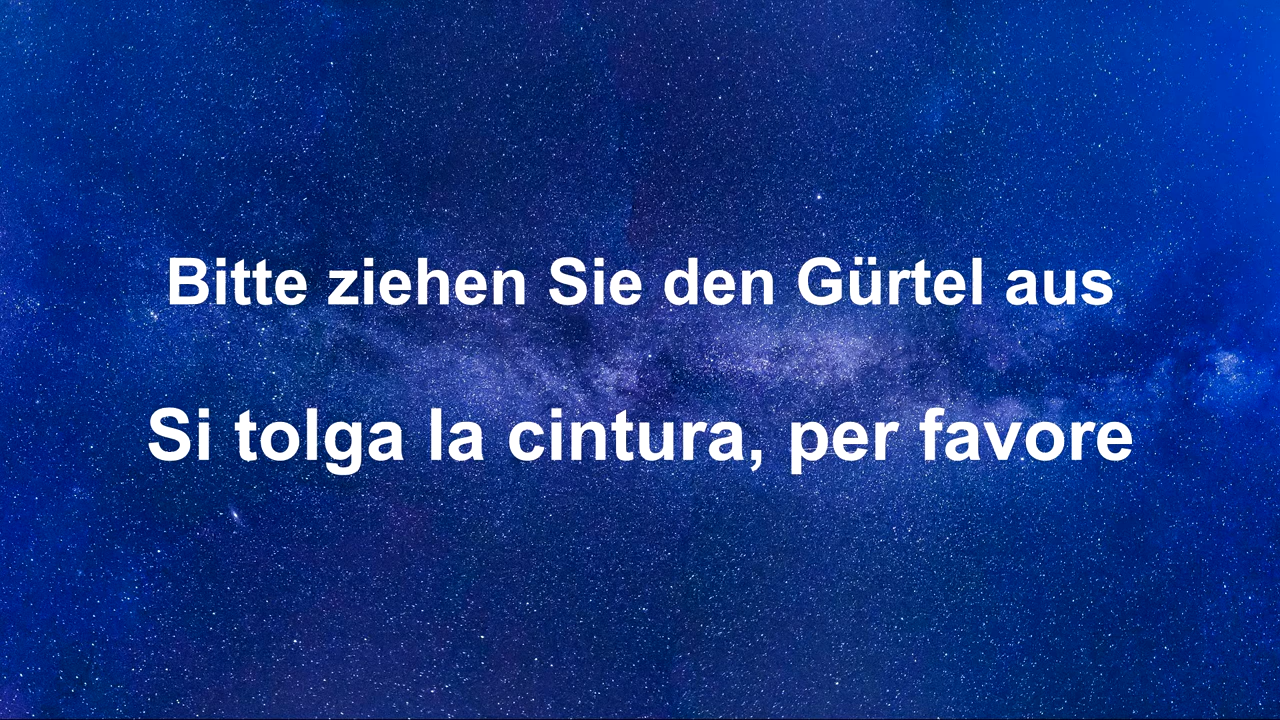 Bitte ziehen Sie den Gürtel aus
Si tolga la cintura, per favore